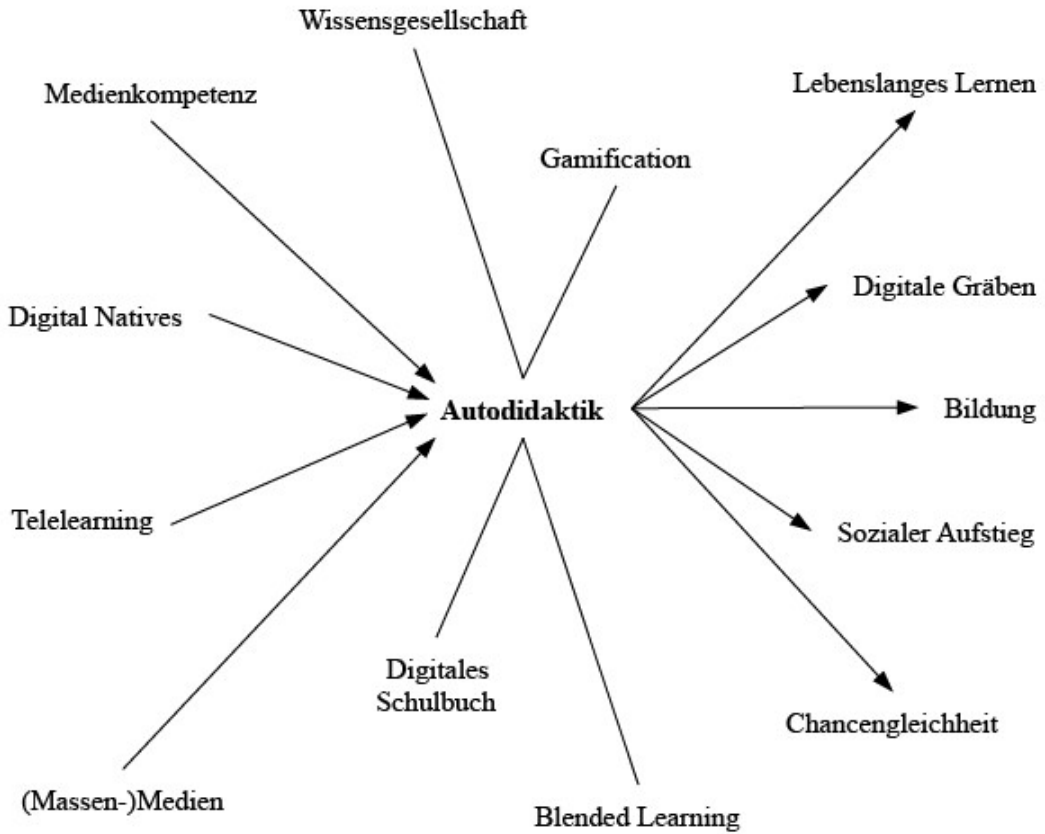 Wissensgesellschaft
Medienkompetenz
Lebenslanges Lernen
Gamification
Digital Natives
Digitale Gräben
Autodidaktik
Bildung
Telelearning
Sozialer Aufstieg
Digitales
Schulbuch
Chancengleichheit
(Massen-)Medien
Blended Learning